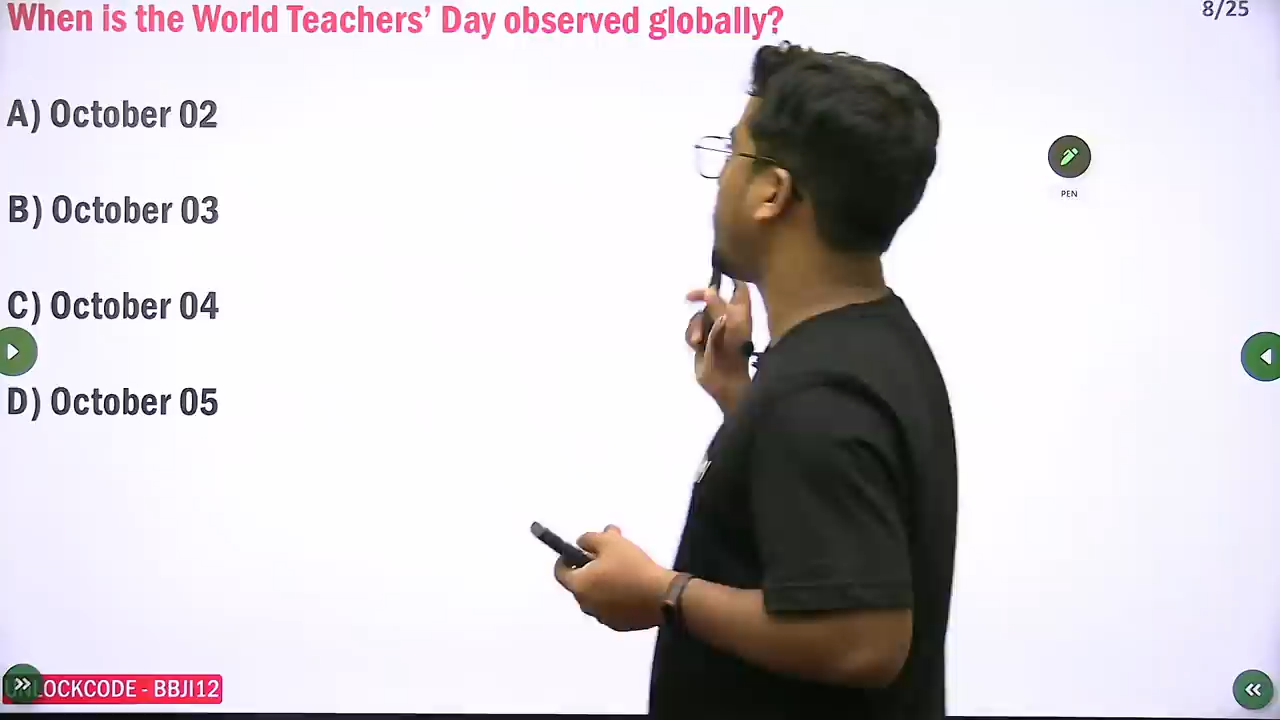 When is the World Teachers’ Day observed globally?
8/25
A) October 02
B) October 03
C) October 04
D) October 05
PEN
UNLOCKCODE - BBJI12